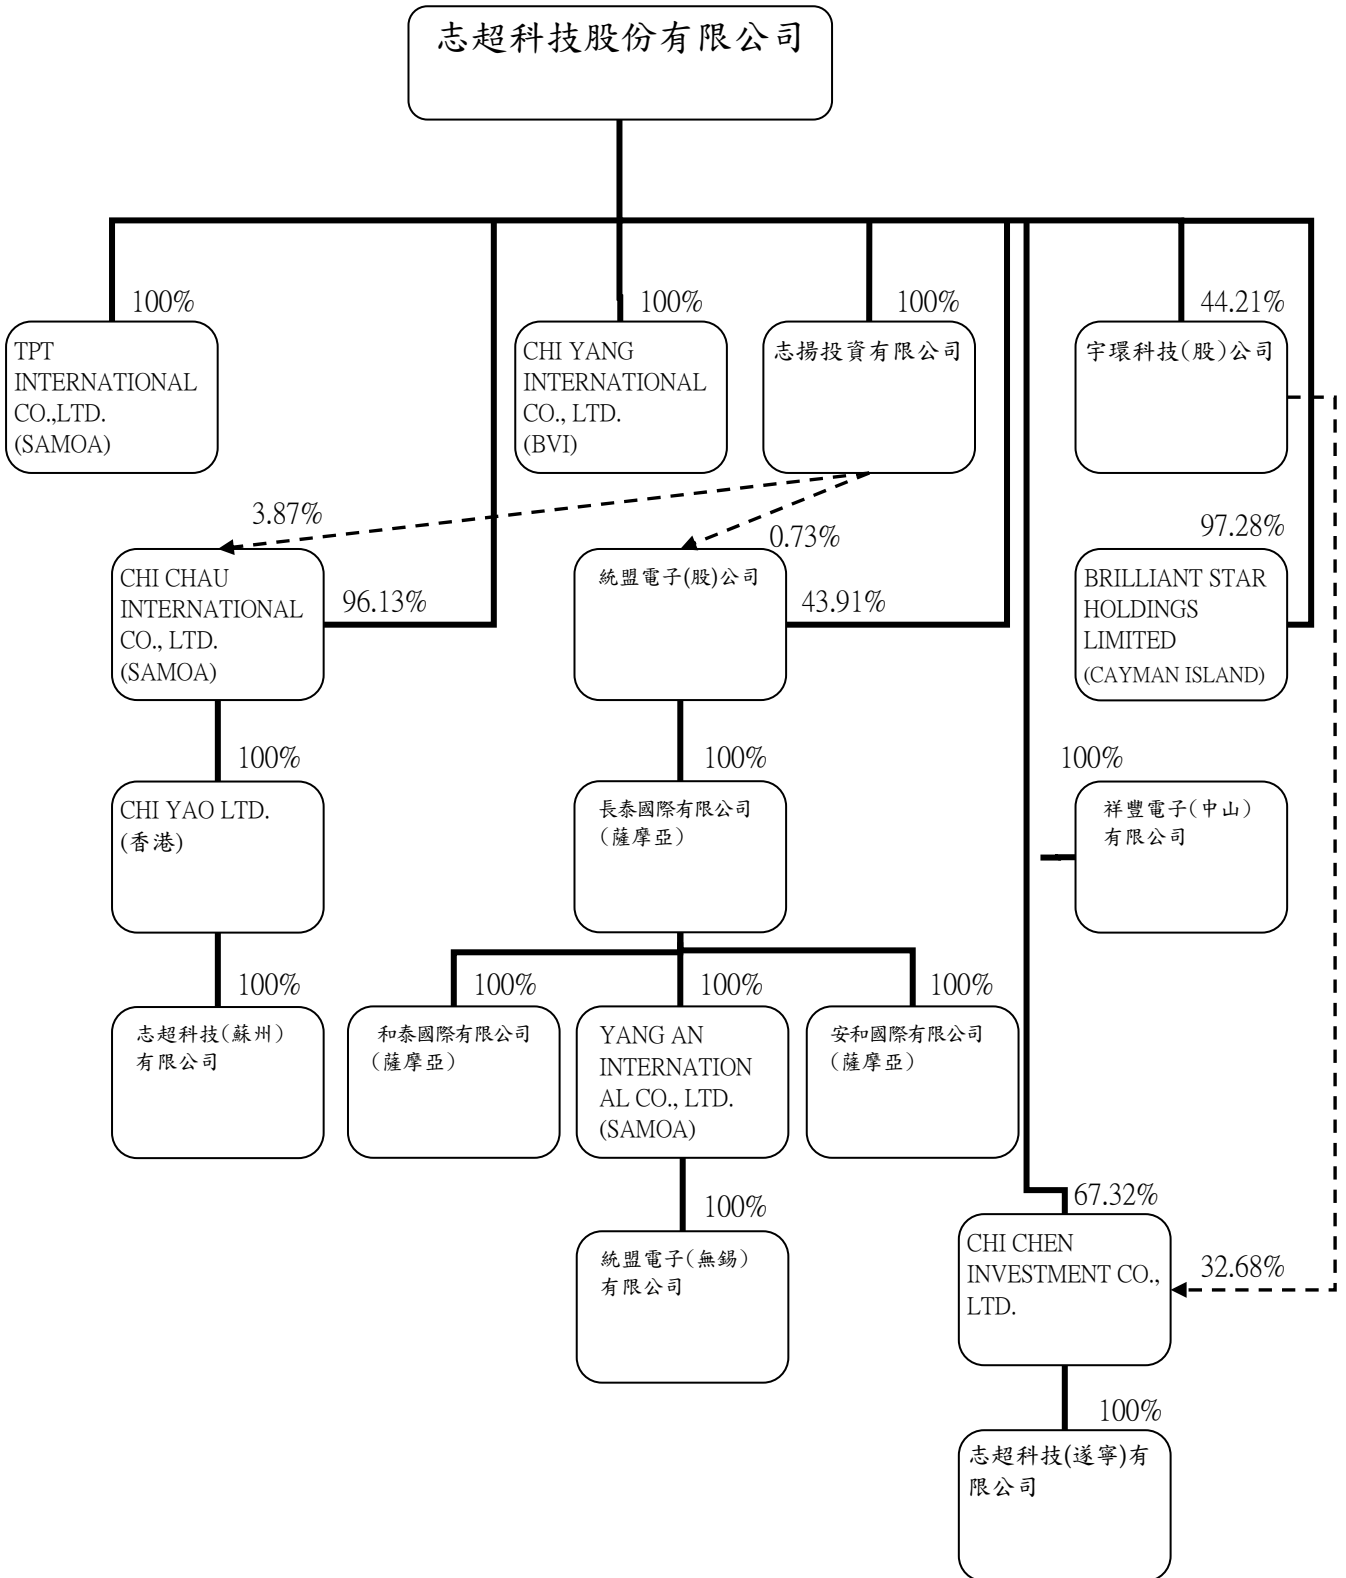 志超科技股份有限公司
100%
100%
100%
44.21%
TPT
INTERNATIONAL
CO.,LTD.
(SAMOA)
CHI YANG
INTERNATIONAL
CO., LTD.
(BVI)
志揚投資有限公司
宇環科技(股)公司
3.87%
0.73%
97.28%
CHI CHAU
INTERNATIONAL
CO., LTD.
(SAMOA)
96.13%
統盟電子(股)公司
43.91%
BRILLIANT STAR
HOLDINGS
LIMITED
(CAYMAN ISLAND)
100%
100%
100%
CHI YAO LTD.
(香港)
長泰國際有限公司
(薩摩亞)
祥豐電子(中山)
有限公司
100%
100%
100%
100%
志超科技(蘇州)
有限公司
和泰國際有限公司
(薩摩亞)
YANG AN
INTERNATION
AL CO., LTD.
(SAMOA)
安和國際有限公司
(薩摩亞)
100%
67.32%
統盟電子(無錫)
有限公司
CHI CHEN
INVESTMENT CO.,
LTD.
32.68%
100%
志超科技(遂寧)有
限公司